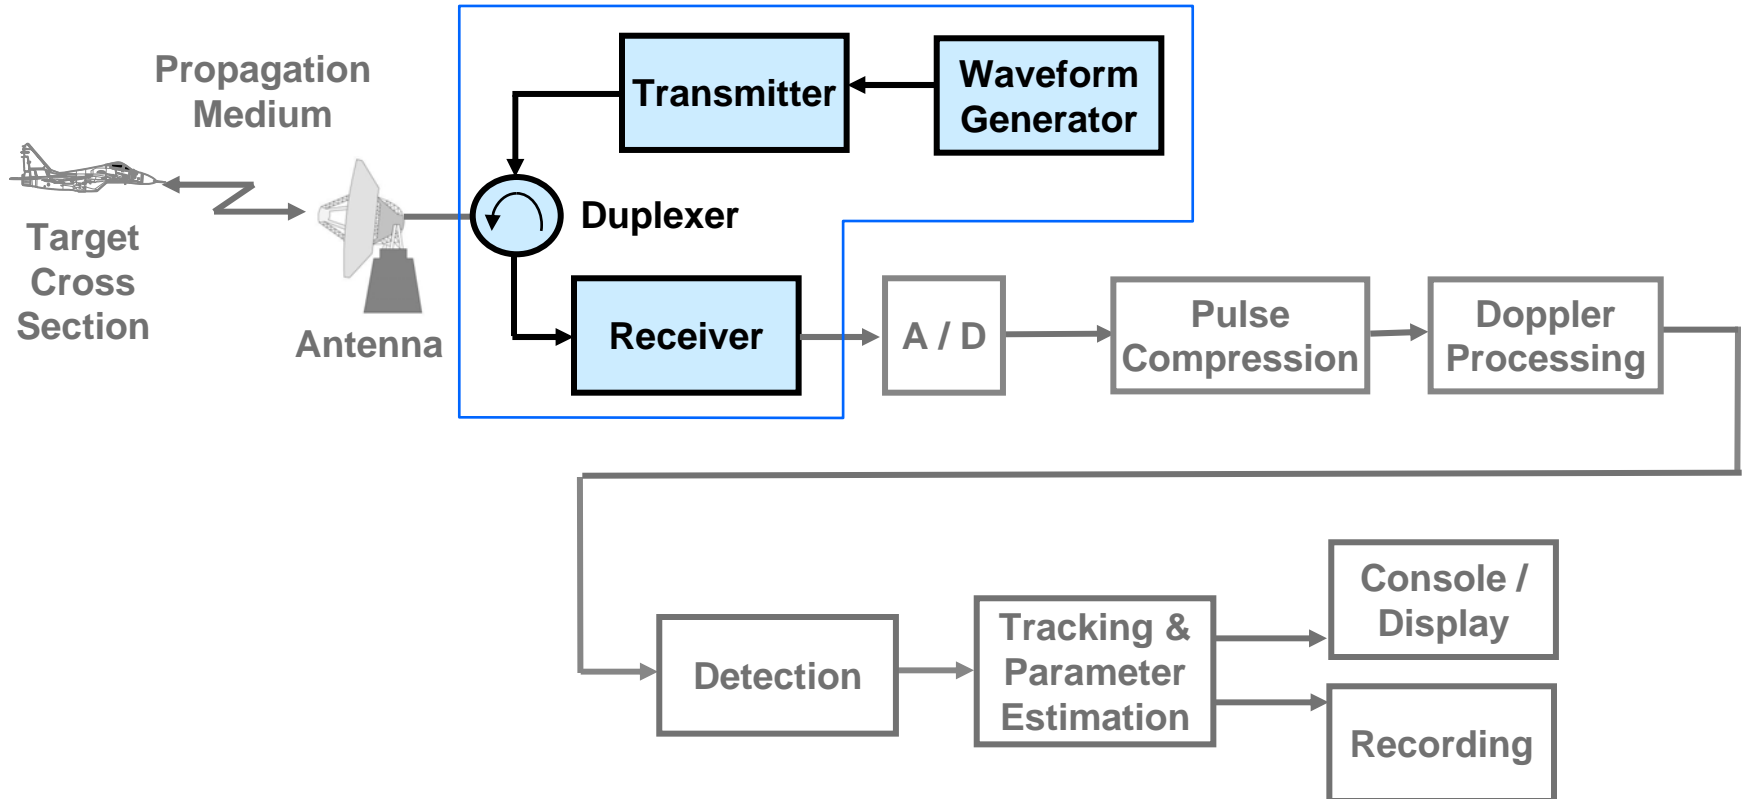 Propagation
Medium
Target
Cross
Section
Antenna
Transmitter
Waveform
Generator
Duplexer
Receiver
A / D
Pulse
Compression
Doppler
Processing
Detection
Tracking &
Parameter
Estimation
Console /
Display
Recording